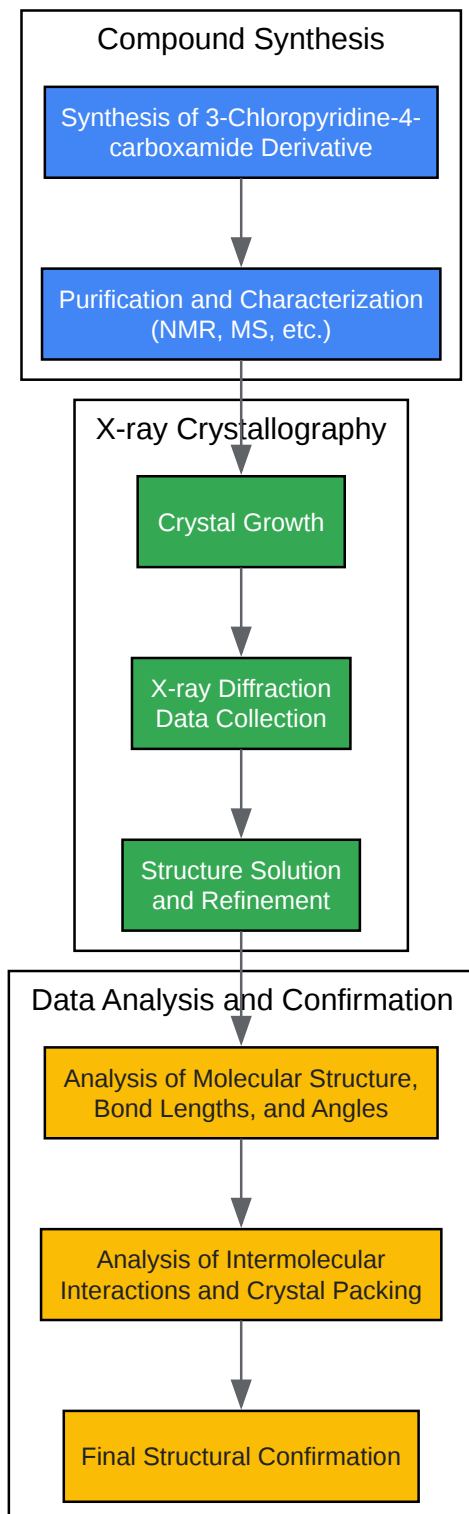 Compound Synthesis
Synthesis of 3-Chloropyridine-4-
carboxamide Derivative
Purification and Characterization
(NMR, MS, etc.)
X-ray Crystallography
Crystal Growth
X-ray Diffraction
Data Collection
Structure Solution
and Refinement
Data Analysis and Confirmation
Analysis of Molecular Structure,
Bond Lengths, and Angles
Analysis of Intermolecular
Interactions and Crystal Packing
Final Structural Confirmation